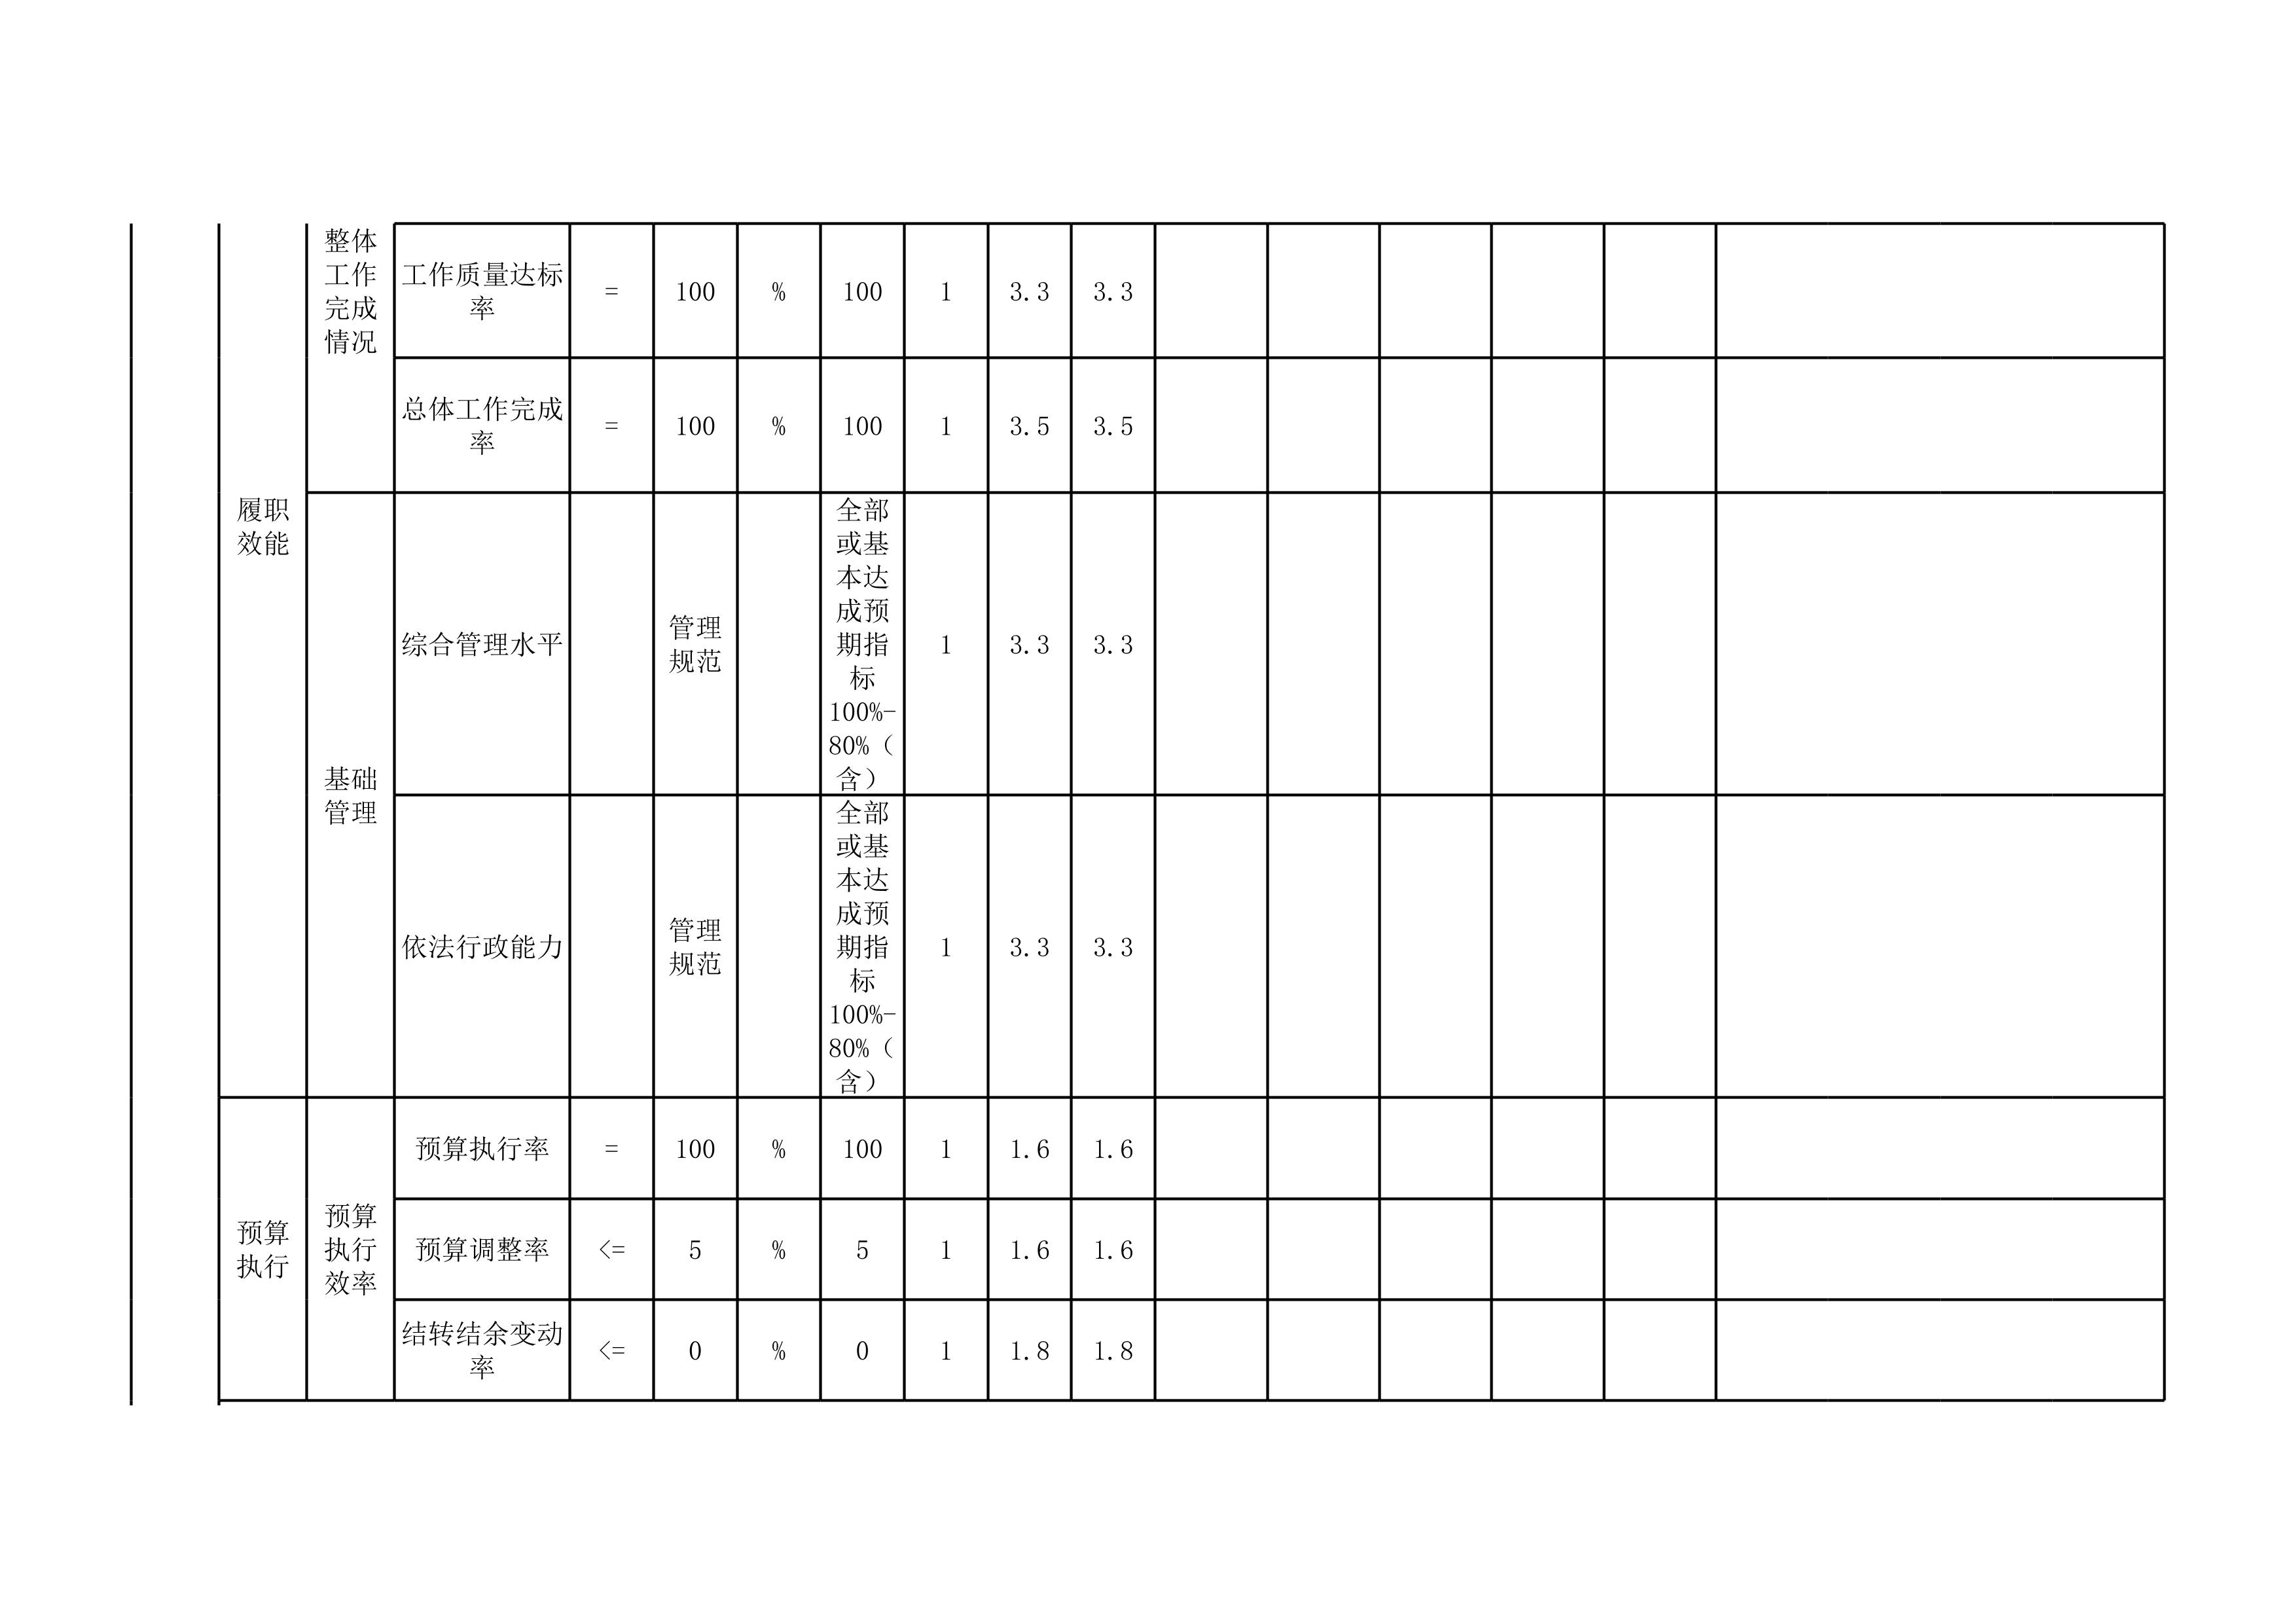 整体
工作
完成
情况
工作质量达标
率
= 100 % 100 1 3.3 3.3
总体工作完成
率
= 100 % 100 1 3.5 3.5
履职
效能
基础
管理
综合管理水平
管理
规范
全部
或基
本达
成预
期指
标
100%-
80%（
含）
1 3.3 3.3
依法行政能力
管理
规范
全部
或基
本达
成预
期指
标
100%-
80%（
含）
1 3.3 3.3
预算
执行
预算
执行
效率
预算执行率 = 100 % 100 1 1.6 1.6
预算调整率 <= 5 % 5 1 1.6 1.6
结转结余变动
率
<= 0 % 0 1 1.8 1.8